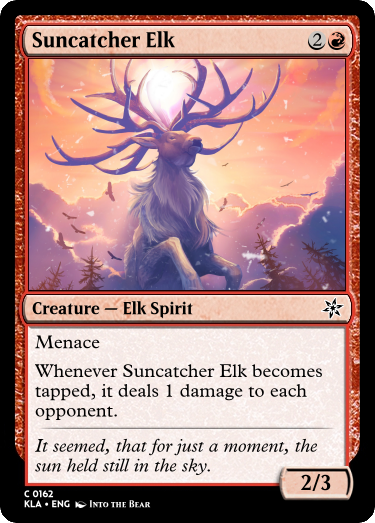 Suncatcher Elk 2
Creature — Elk Spirit
Menace
Whenever Suncatcher Elk becomes
tapped, it deals 1 damage to each
opponent.
It seemed, that for just a moment, the
sun held still in the sky.
2/3
C 0162
KLA • ENG Into the Bear